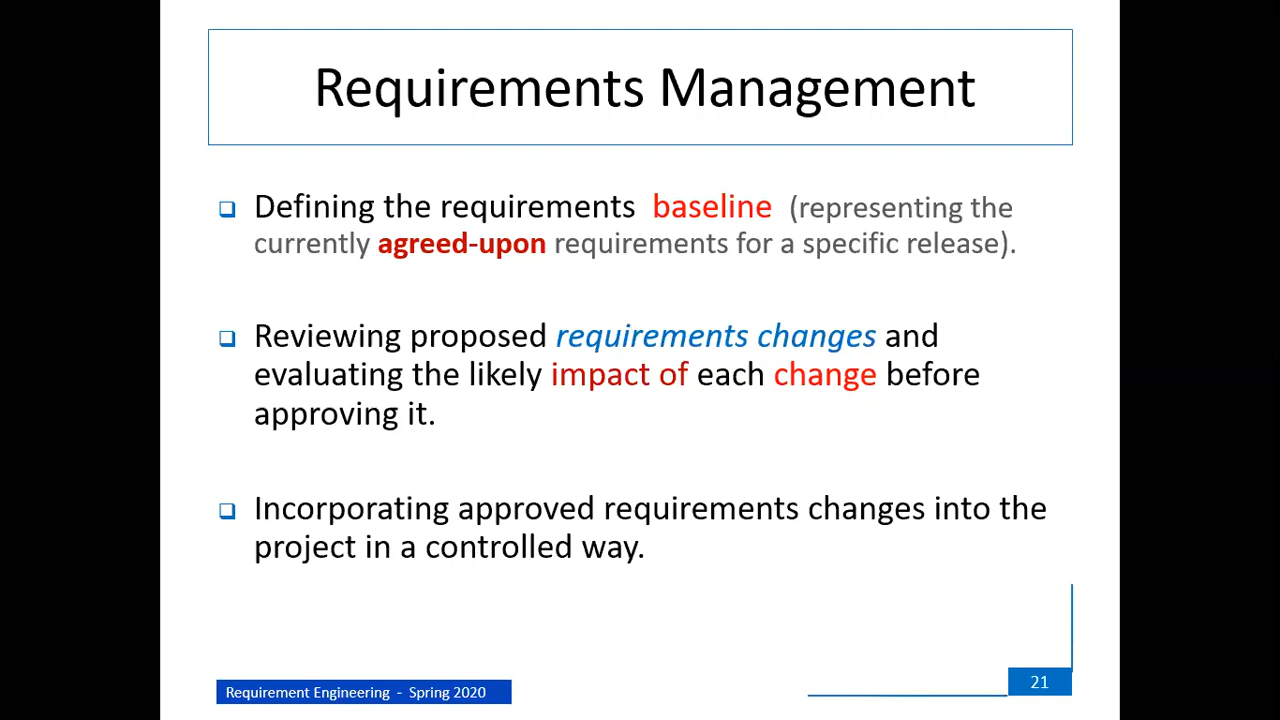 Requirements Management
Defining the requirements baseline (representing the
currently agreed-upon requirements for a specific release).
Reviewing proposed requirements changes and
evaluating the likely impact of each change before
approving it.
Incorporating approved requirements changes into the
project in a controlled way.
Requirement Engineering - Spring 2020
21